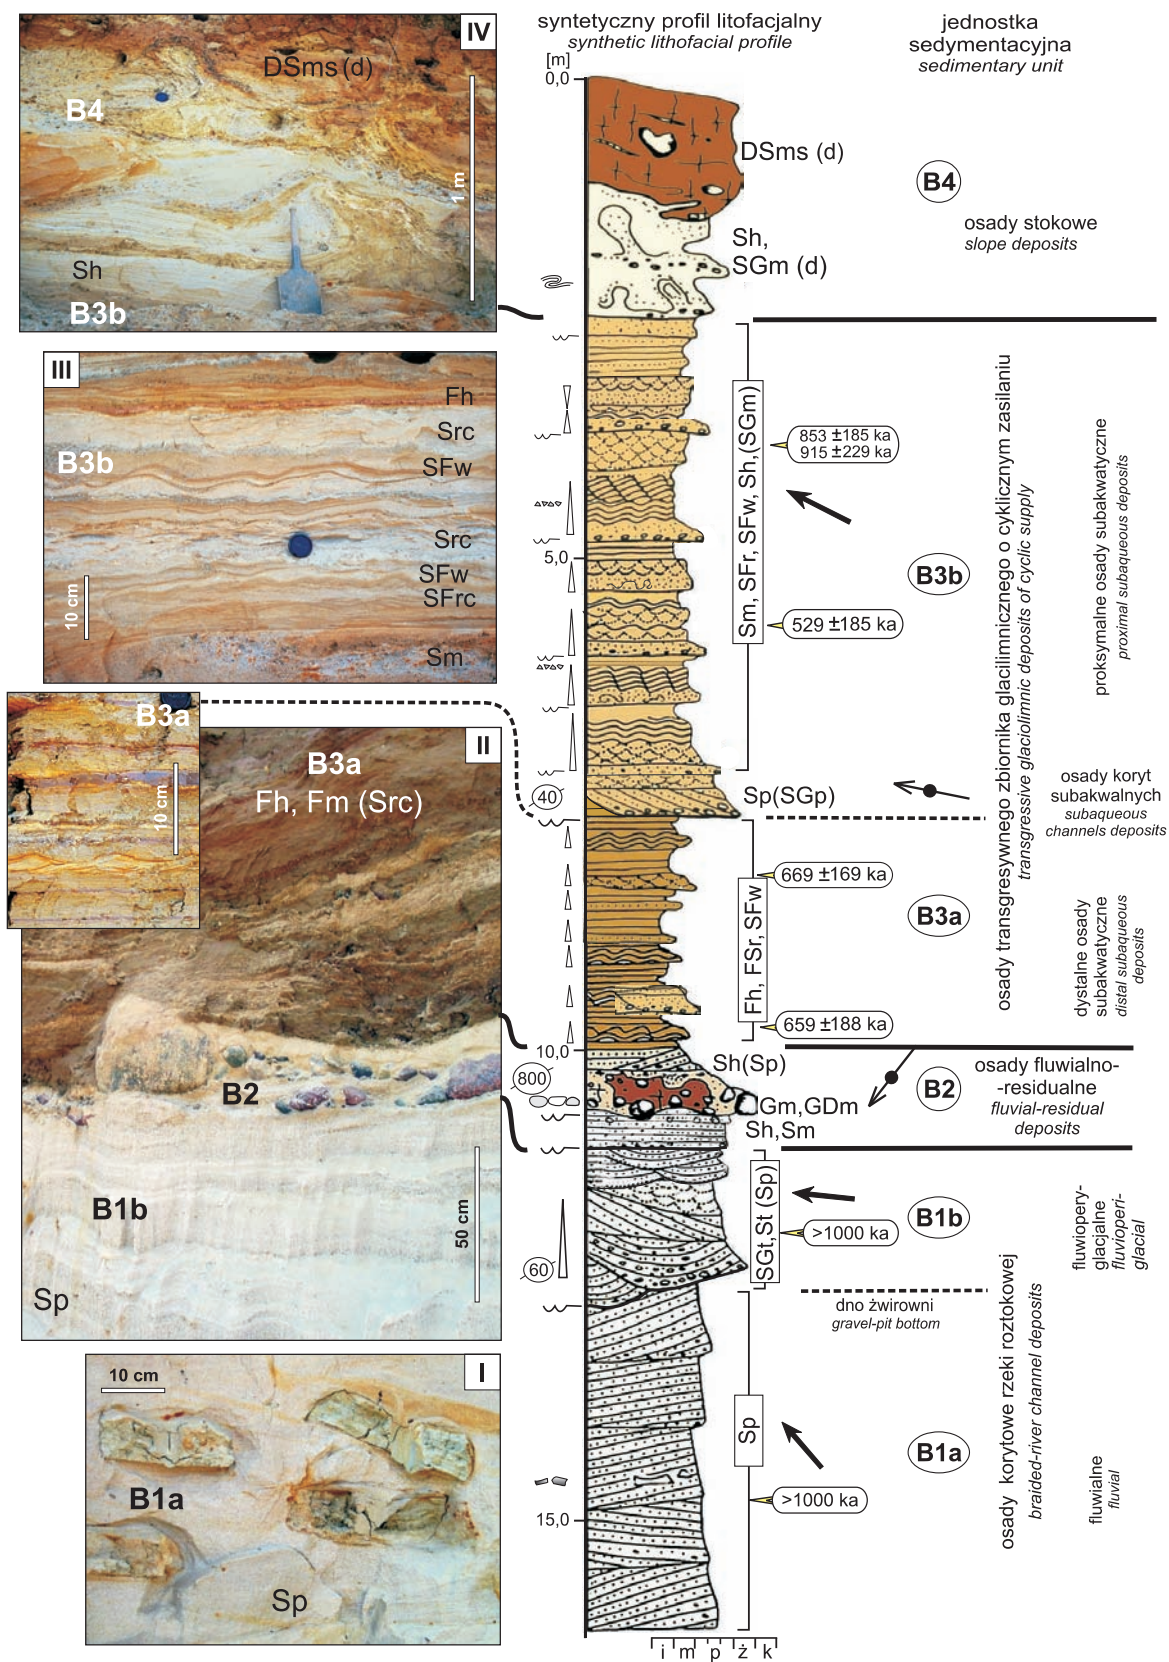 IV
DSms (d)
B4
1 m
Sh
B3b
III
Fh
Src
B3b
SFw
Src
SFw
SFrc
10 cm
Sm
B3a
10 cm
II
B3a
Fh, Fm (Src)
B2
B1b
50 cm
Sp
I
10 cm
B1a
Sp
syntetyczny profil litofacjalny
synthetic lithofacial profile
[m]
0,0
5,0
10,0
15,0
40
800
60
i m p ż k
DSms (d)
Sh,
SGm (d)
Sm, SFr, SFw, Sh,(SGm)
853 ±185 ka
915 ±229 ka
529 ±185 ka
Sp(SGp)
Fh, FSr, SFw
669 ±169 ka
659 ±188 ka
Sh(Sp)
Gm,GDm
Sh,Sm
SGt,St (Sp)
>1000 ka
dno żwirowni
gravel-pit bottom
Sp
>1000 ka
jednostka
sedymentacyjna
sedimentary unit
B4
osady stokowe
slope deposits
B3b
osady transgresywnego zbiornika glacilimnicznego o cyklicznym zasilaniu
transgressive glaciolimnic deposits of cyclic supply
proksymalne osady subakwatyczne
proximal subaqueous deposits
osady koryt
subakwalnych
subaqueous
channels deposits
B3a
dystalne osady
subakwatyczne
distal subaqueous
deposits
B2
osady fluwialno-
-residualne
fluvial-residual
deposits
B1b
fluwiopery-
glacjalne
fluvioperi-
glacial
osady korytowe rzeki roztokowej
braided-river channel deposits
B1a
fluwialne
fluvial